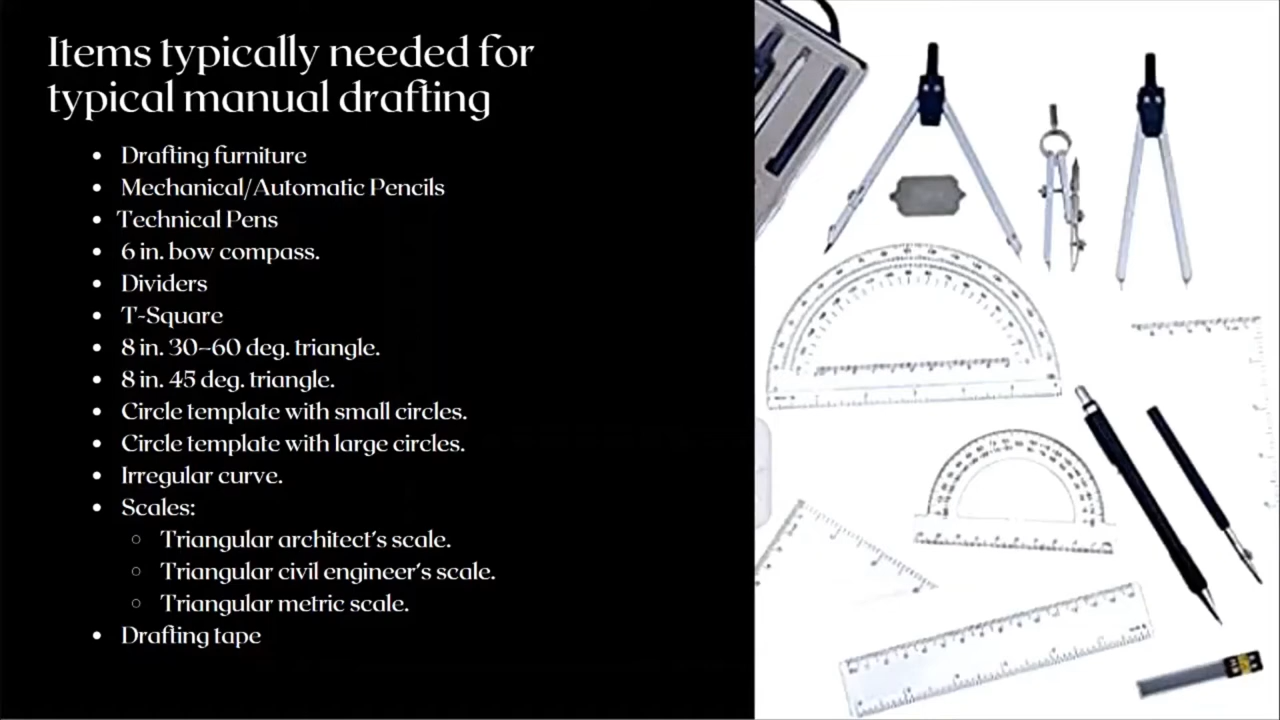 Items typically needed for
typical manual drafting
• Drafting furniture
• Mechanical/Automatic Pencils
• Technical Pens
• 6 in. bow compass.
• Dividers
• T-Square
• 8 in. 30–60 deg. triangle.
• 8 in. 45 deg. triangle.
• Circle template with small circles.
• Circle template with large circles.
• Irregular curve.
• Scales:
○ Triangular architect's scale.
○ Triangular civil engineer's scale.
○ Triangular metric scale.
• Drafting tape